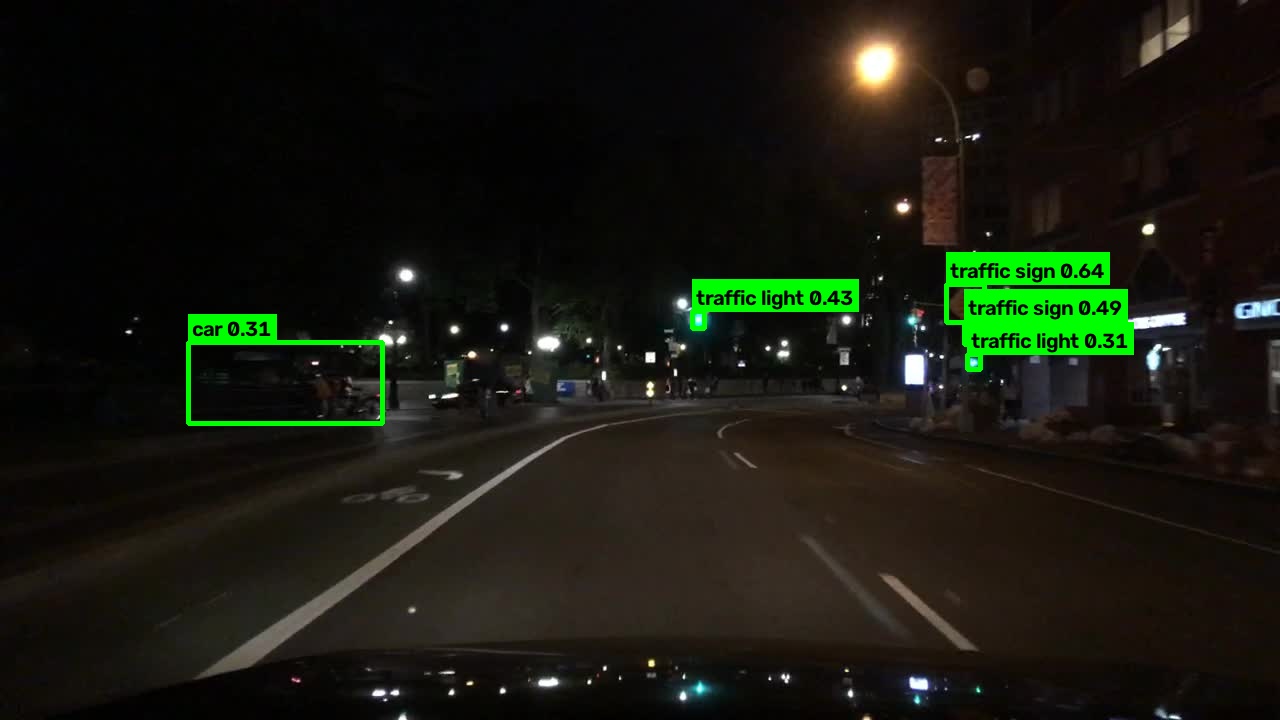 traffic sign 0.64
traffic light 0.43
traffic sign 0.49
car 0.31
traffic light 0.31